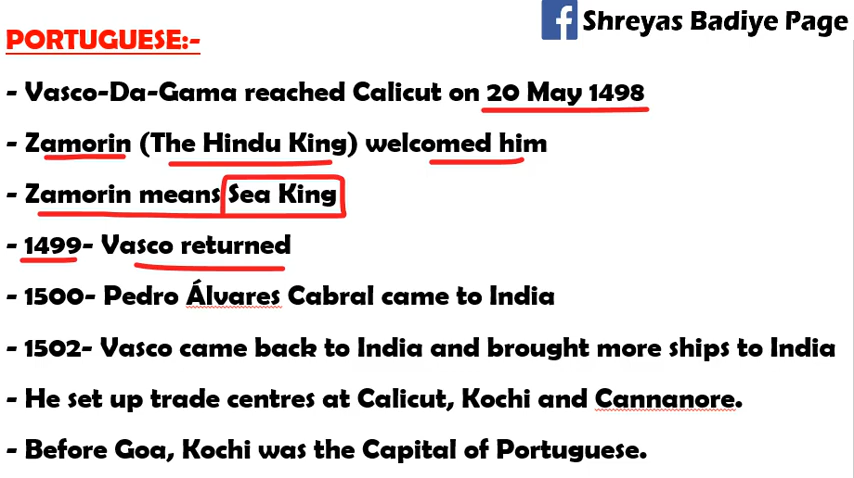 Shreyas Badiye Page
PORTUGUESE:-
- Vasco-Da-Gama reached Calicut on 20 May 1498
- Zamorin (The Hindu King) welcomed him
- Zamorin means Sea King
- 1499- Vasco returned
- 1500- Pedro Álvares Cabral came to India
- 1502- Vasco came back to India and brought more ships to India
- He set up trade centres at Calicut, Kochi and Cannanore.
- Before Goa, Kochi was the Capital of Portuguese.